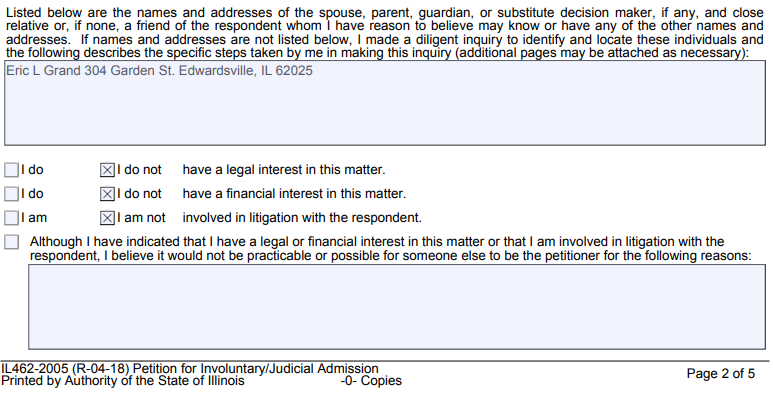 Listed below are the names and addresses of the spouse, parent, guardian, or substitute decision maker, if any, and close
relative or, if none, a friend of the respondent whom I have reason to believe may know or have any of the other names and
addresses. If names and addresses are not listed below, I made a diligent inquiry to identify and locate these individuals and
the following describes the specific steps taken by me in making this inquiry (additional pages may be attached as necessary):
Eric L Grand 304 Garden St. Edwardsville, IL 62025
I do I do not have a legal interest in this matter.
I do I do not have a financial interest in this matter.
I am I am not involved in litigation with the respondent.
Although I have indicated that I have a legal or financial interest in this matter or that I am involved in litigation with the
respondent, I believe it would not be practicable or possible for someone else to be the petitioner for the following reasons:
IL462-2005 (R-04-18) Petition for Involuntary/Judicial Admission
Printed by Authority of the State of Illinois -0- Copies
Page 2 of 5